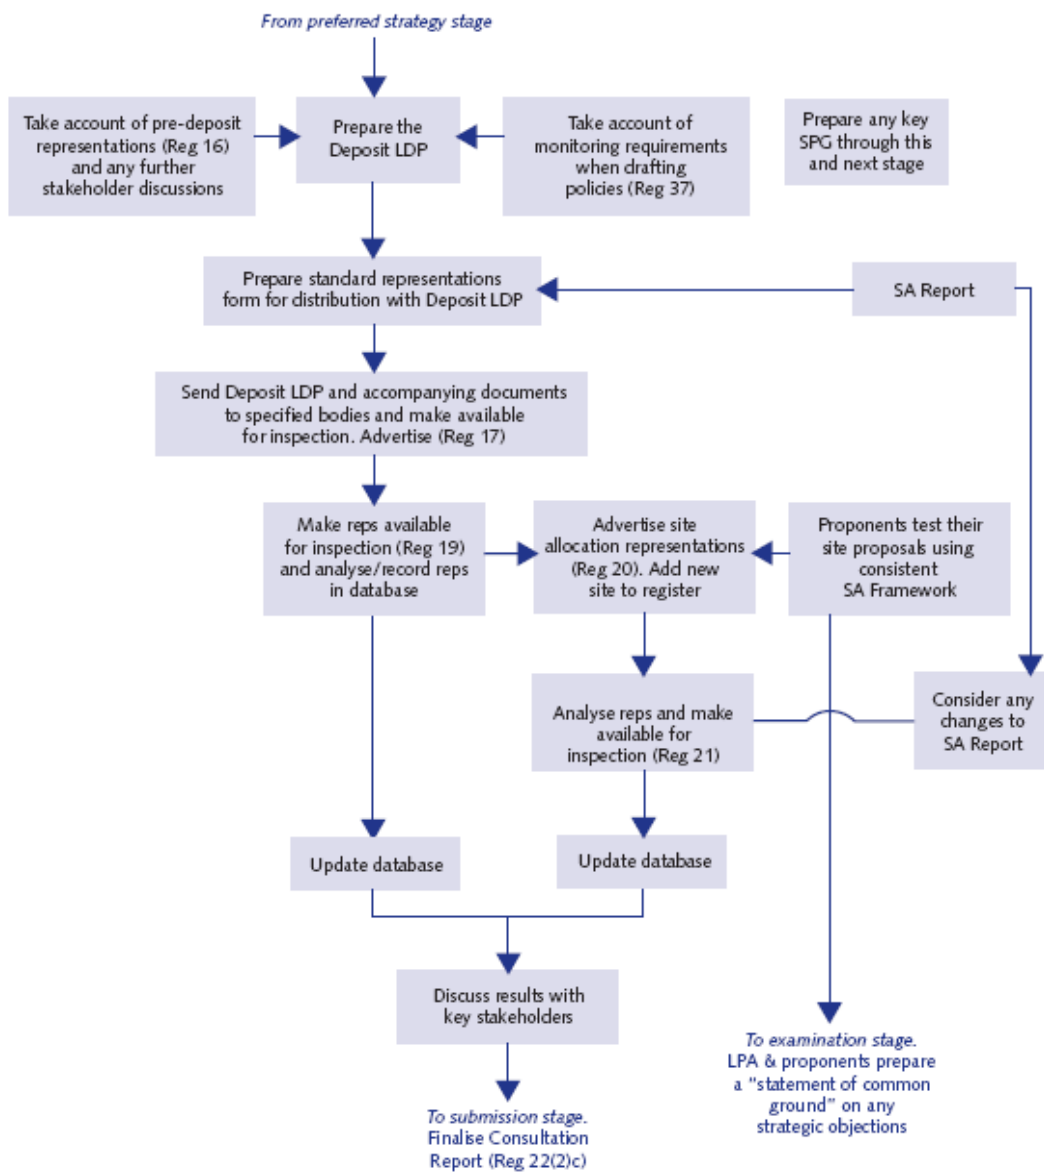 From preferred strategy stage
Take account of pre-deposit
representations (Reg 16)
and any further
stakeholder discussions
Prepare the
Deposit LDP
Take account of
monitoring requirements
when drafting
policies (Reg 37)
Prepare any key
SPG through this
and next stage
Prepare standard representations
form for distribution with Deposit LDP
SA Report
Send Deposit LDP and accompanying documents
to specified bodies and make available
for inspection. Advertise (Reg 17)
Make reps available
for inspection (Reg 19)
and analyse/record reps
in database
Advertise site
allocation representations
(Reg 20). Add new
site to register
Proponents test their
site proposals using
consistent
SA Framework
Analyse reps and make
available for
inspection (Reg 21)
Consider any
changes to
SA Report
Update database
Update database
Discuss results with
key stakeholders
To examination stage.
LPA & proponents prepare
a "statement of common
ground" on any
strategic objections
To submission stage.
Finalise Consultation
Report (Reg 22(2)c)